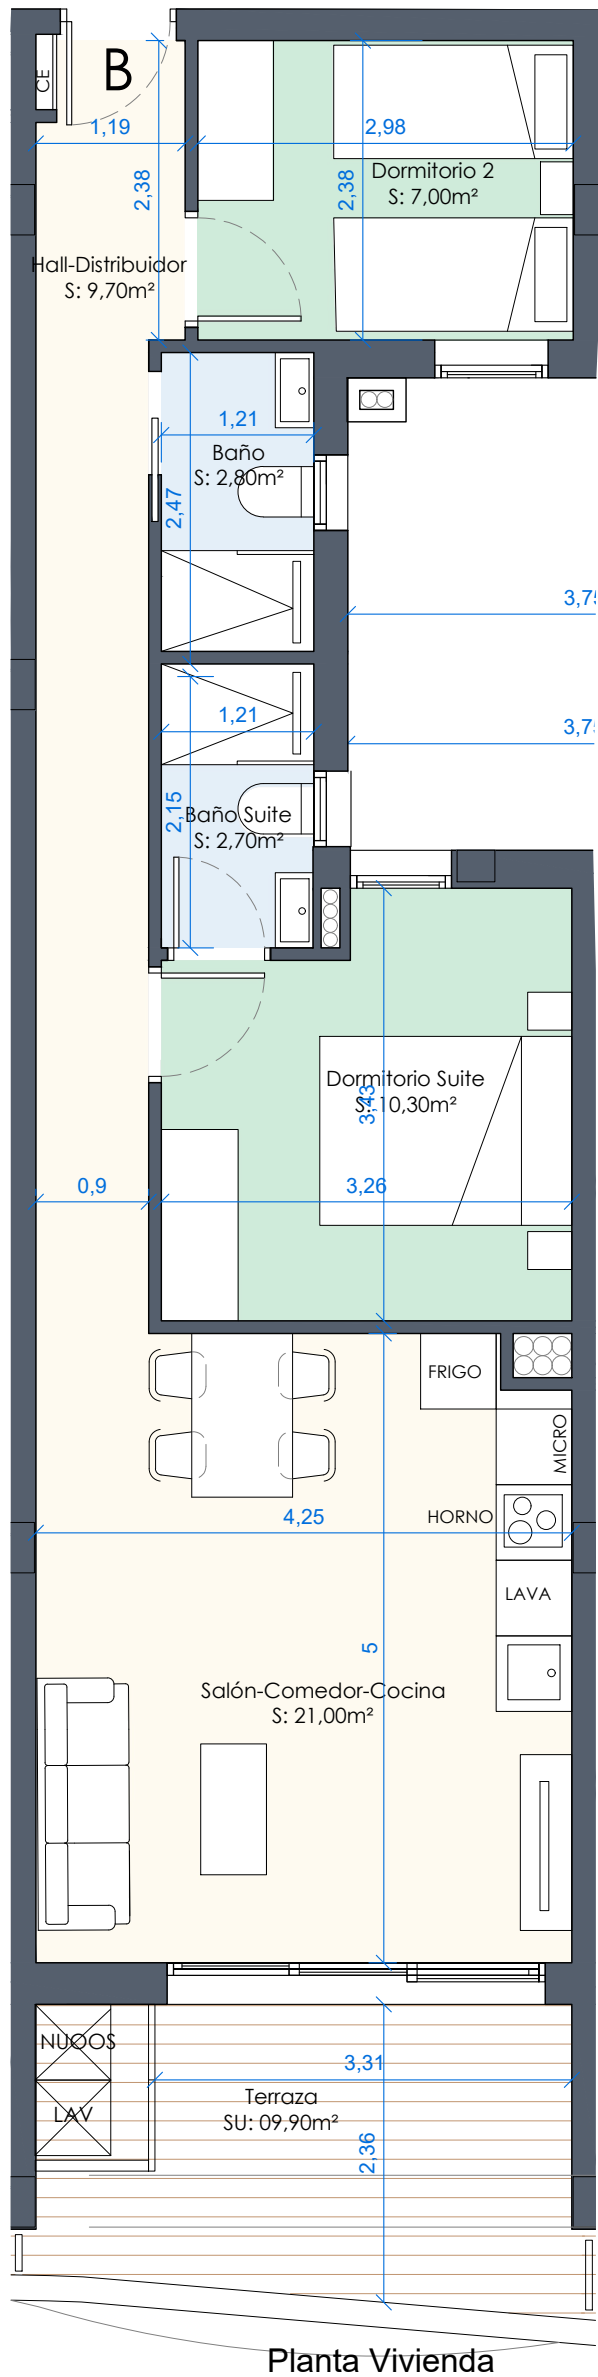 CE
B
1,19
2,98
2,38
2,38
Dormitorio 2
S: 7,00m²
Hall-Distribuidor
S: 9,70m²
1,21
Baño
S: 2,80m²
2,47
3,75
1,21
3,75
2,15
Baño Suite
S: 2,70m²
Dormitorio Suite
S: 10,30m²
3,43
0,9
3,26
FRIGO
MICRO
HORNO
4,25
LAVA
5
Salón-Comedor-Cocina
S: 21,00m²
NUOOS
3,31
LAV
Terraza
SU: 09,90m²
2,36
Planta Vivienda